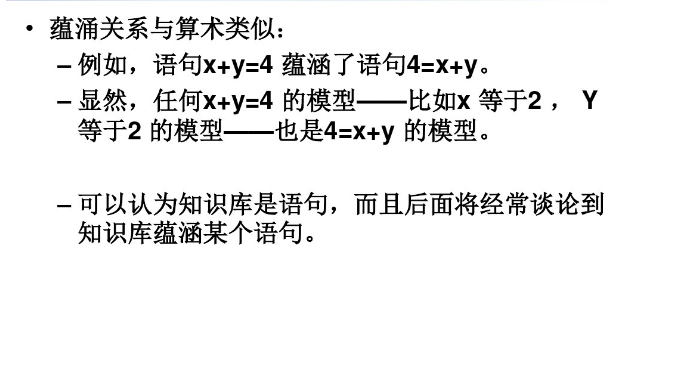 • 蕴涌关系与算术类似：
– 例如，语句x+y=4 蕴涵了语句4=x+y。
– 显然，任何x+y=4 的模型——比如x 等于2 ， Y
等于2 的模型——也是4=x+y 的模型。
– 可以认为知识库是语句，而且后面将经常谈论到
知识库蕴涵某个语句。